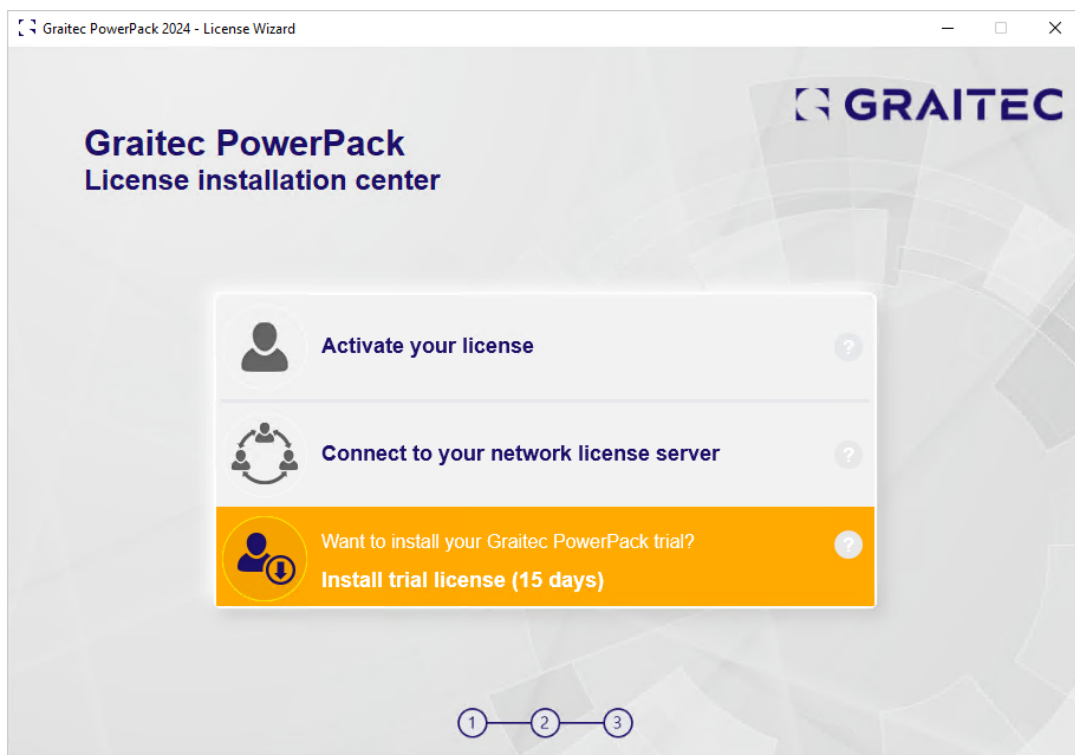 Graitec PowerPack 2024 - License Wizard
GRAITEC
Graitec PowerPack
License installation center
Activate your license
?
Connect to your network license server
?
Want to install your Graitec PowerPack trial?
?
Install trial license (15 days)
1 2 3